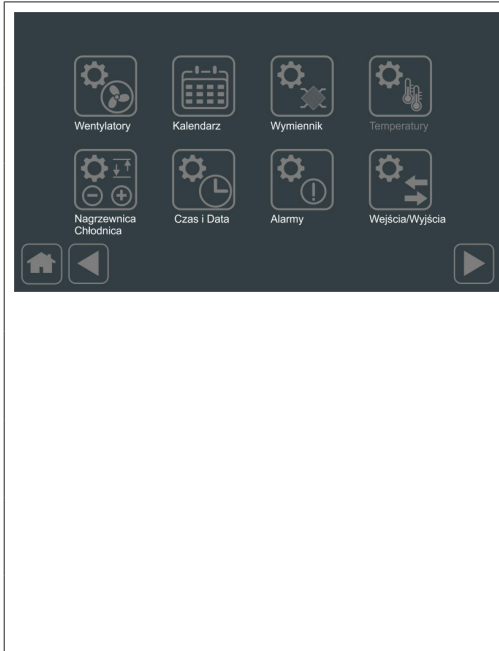 Wentylatory
Kalendarz
Wymiennik
Temperatury
Nagrzewnica
Chłodnica
Czas i Data
Alarmy
Wejścia/Wyjścia